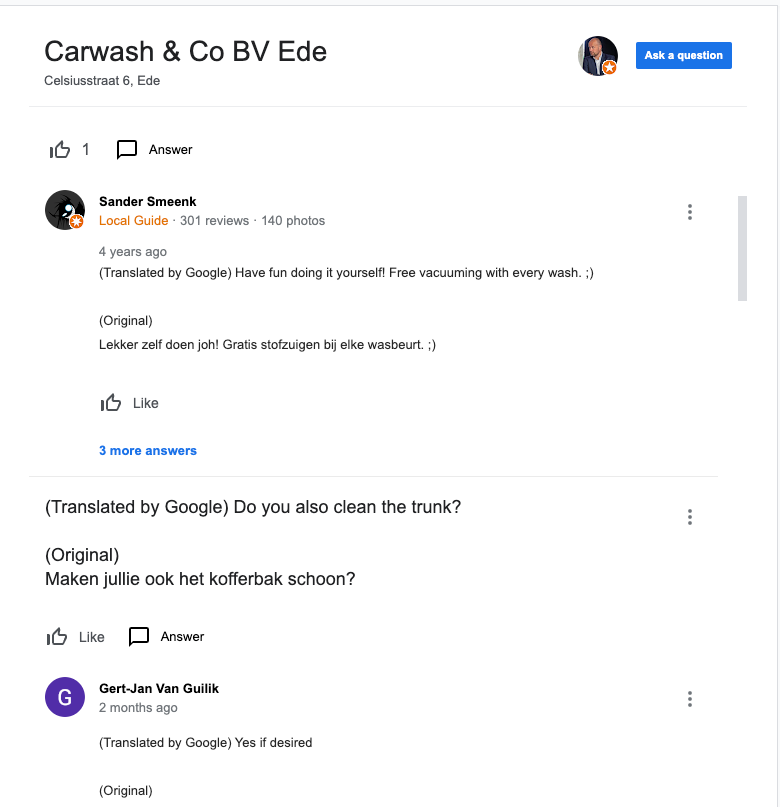 Carwash & Co BV Ede
Celsiusstraat 6, Ede
Ask a question
1
Answer
Sander Smeenk
Local Guide · 301 reviews · 140 photos
4 years ago
(Translated by Google) Have fun doing it yourself! Free vacuuming with every wash. ;)
(Original)
Lekker zelf doen joh! Gratis stofzuigen bij elke wasbeurt. ;)
Like
3 more answers
(Translated by Google) Do you also clean the trunk?
(Original)
Maken jullie ook het kofferbak schoon?
Like
Answer
G
Gert-Jan Van Guilik
2 months ago
(Translated by Google) Yes if desired
(Original)